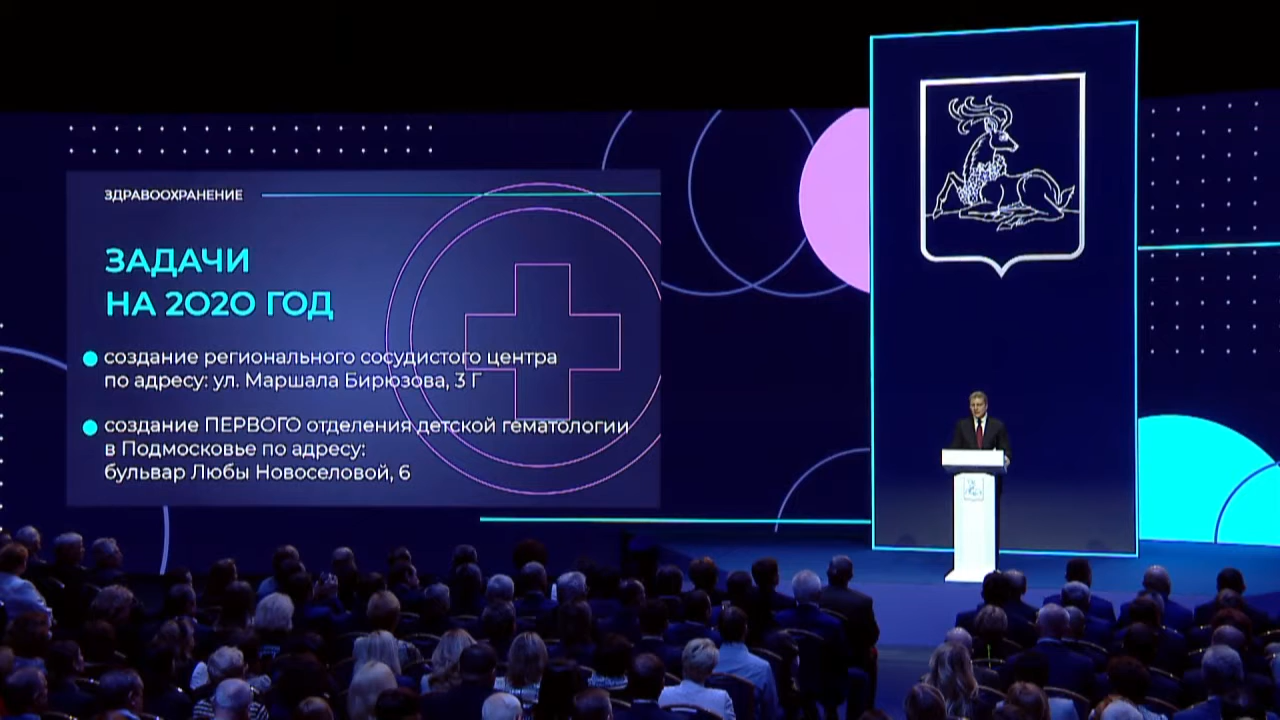 ЗДРАВООХРАНЕНИЕ
ЗАДАЧИ
НА 2020 ГОД
создание регионального сосудистого центра
по адресу: ул. Маршала Бирюзова, 3 Г
создание ПЕРВОГО отделения детской гематологии
в Подмосковье по адресу:
бульвар Любы Новоселовой, 6